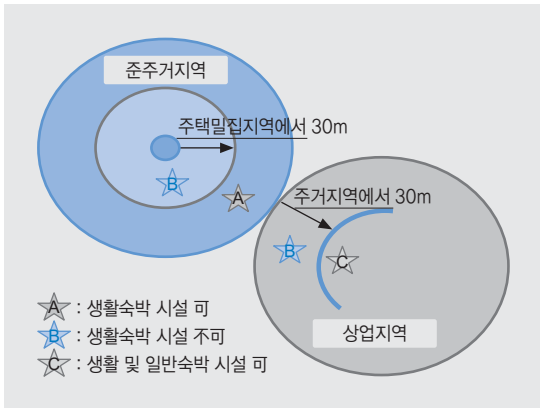 준주거지역
주택밀집지역에서 30m
B
A
주거지역에서 30m
B
C
상업지역
A : 생활숙박 시설 可
B : 생활숙박 시설 不可
C : 생활 및 일반숙박 시설 可